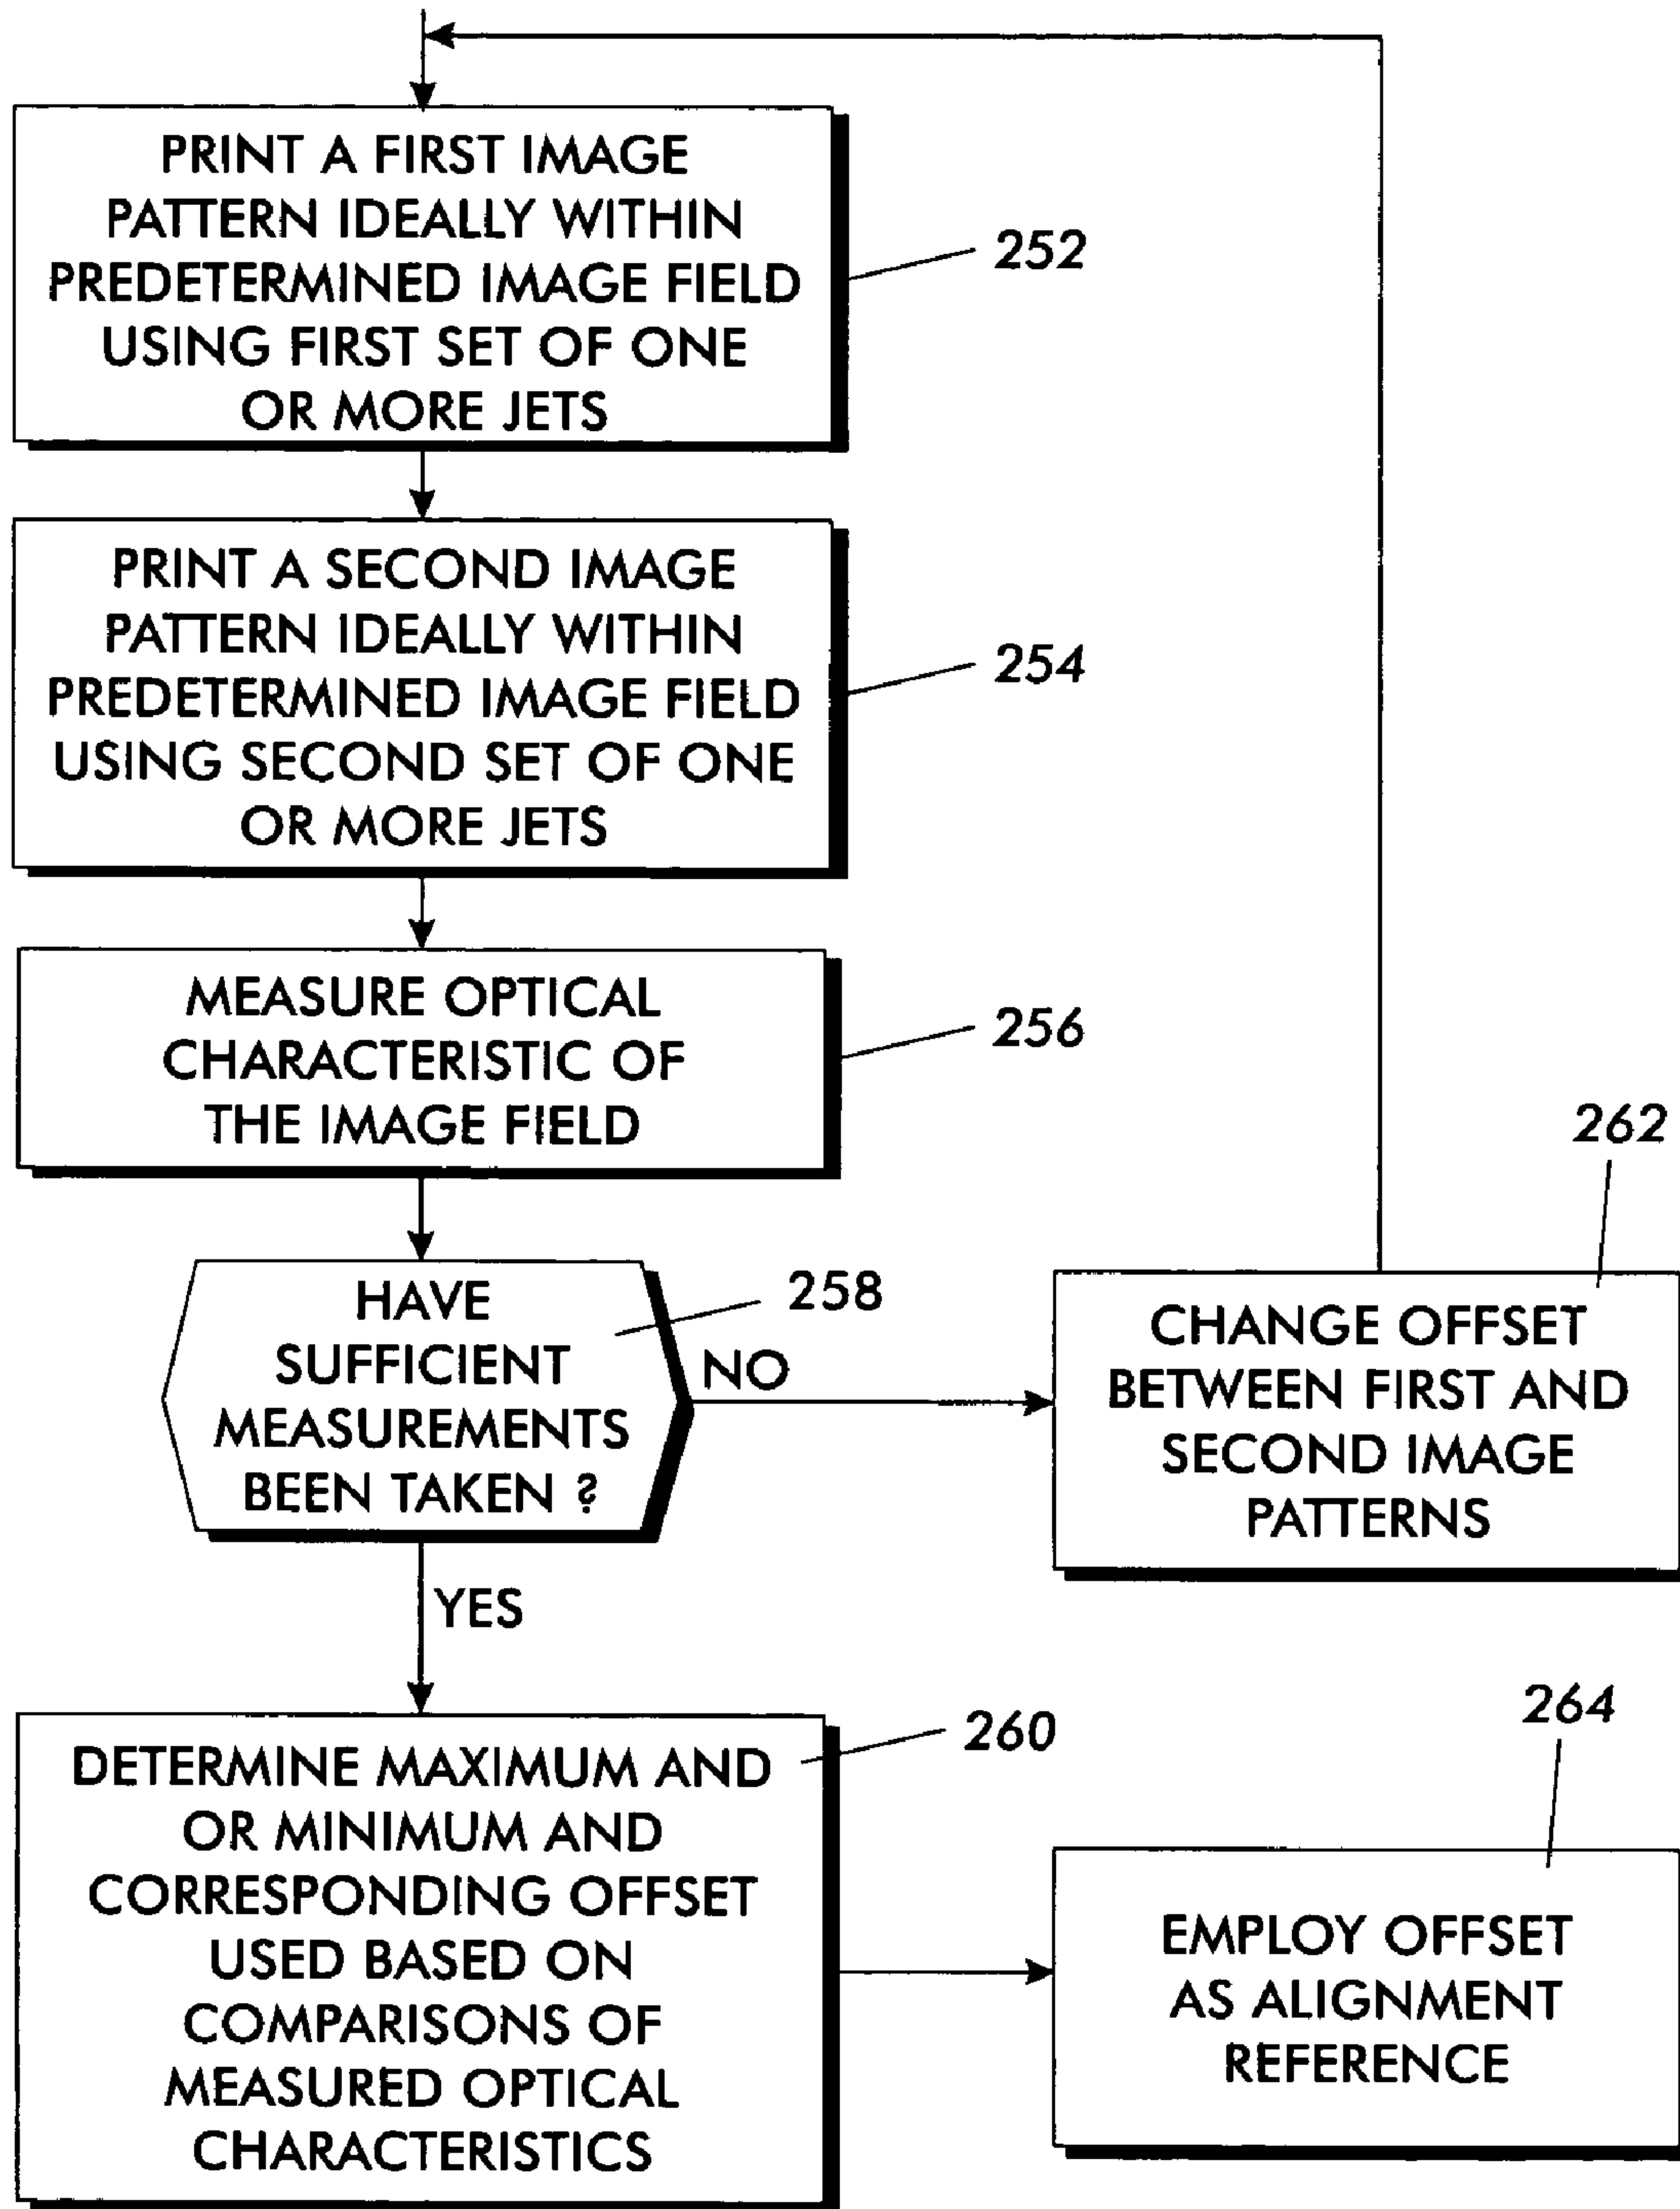 PRINT A FIRST IMAGE
PATTERN IDEALLY WITHIN
PREDETERMINED IMAGE FIELD
USING FIRST SET OF ONE
OR MORE JETS
252
PRINT A SECOND IMAGE
PATTERN IDEALLY WITHIN
PREDETERMINED IMAGE FIELD
USING SECOND SET OF ONE
OR MORE JETS
254
MEASURE OPTICAL
CHARACTERISTIC OF
THE IMAGE FIELD
256
HAVE
SUFFICIENT
MEASUREMENTS
BEEN TAKEN ?
258
NO
262
CHANGE OFFSET
BETWEEN FIRST AND
SECOND IMAGE
PATTERNS
YES
DETERMINE MAXIMUM AND
OR MINIMUM AND
CORRESPONDING OFFSET
USED BASED ON
COMPARISONS OF
MEASURED OPTICAL
CHARACTERISTICS
260
264
EMPLOY OFFSET
AS ALIGNMENT
REFERENCE